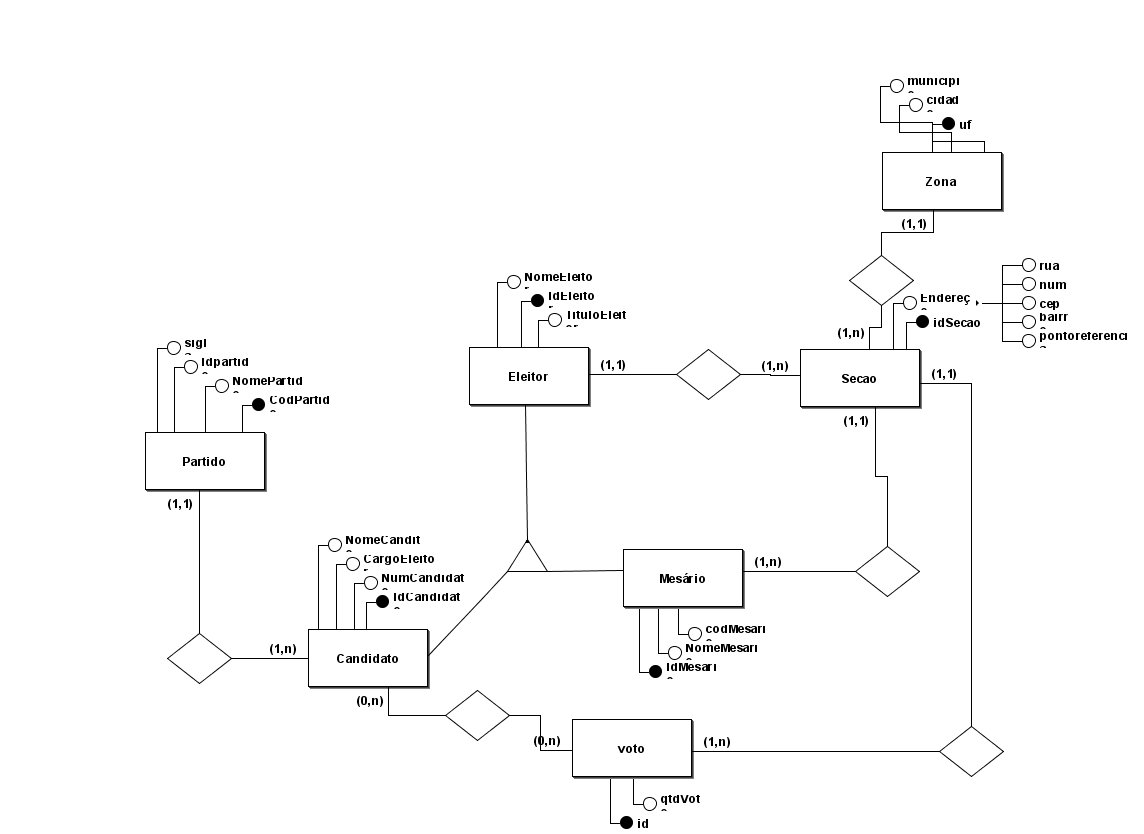 municipi
cidad
uf
Zona
(1,1)
rua
num
cep
bairr
pontoreferenci
Endereç
idSecao
(1,n)
Secao
(1,1)
(1,1)
NomeEleito
IdEleito
TituloEleit
Eleitor
(1,1)
(1,n)
sigl
Idpartid
NomePartid
CodPartid
Partido
(1,1)
NomeCandit
CargoEleito
NumCandidat
IdCandidat
(1,n)
Candidato
(0,n)
Mesário
(1,n)
codMesari
NomeMesari
IdMesari
(0,n)
voto
(1,n)
qtdVot
id